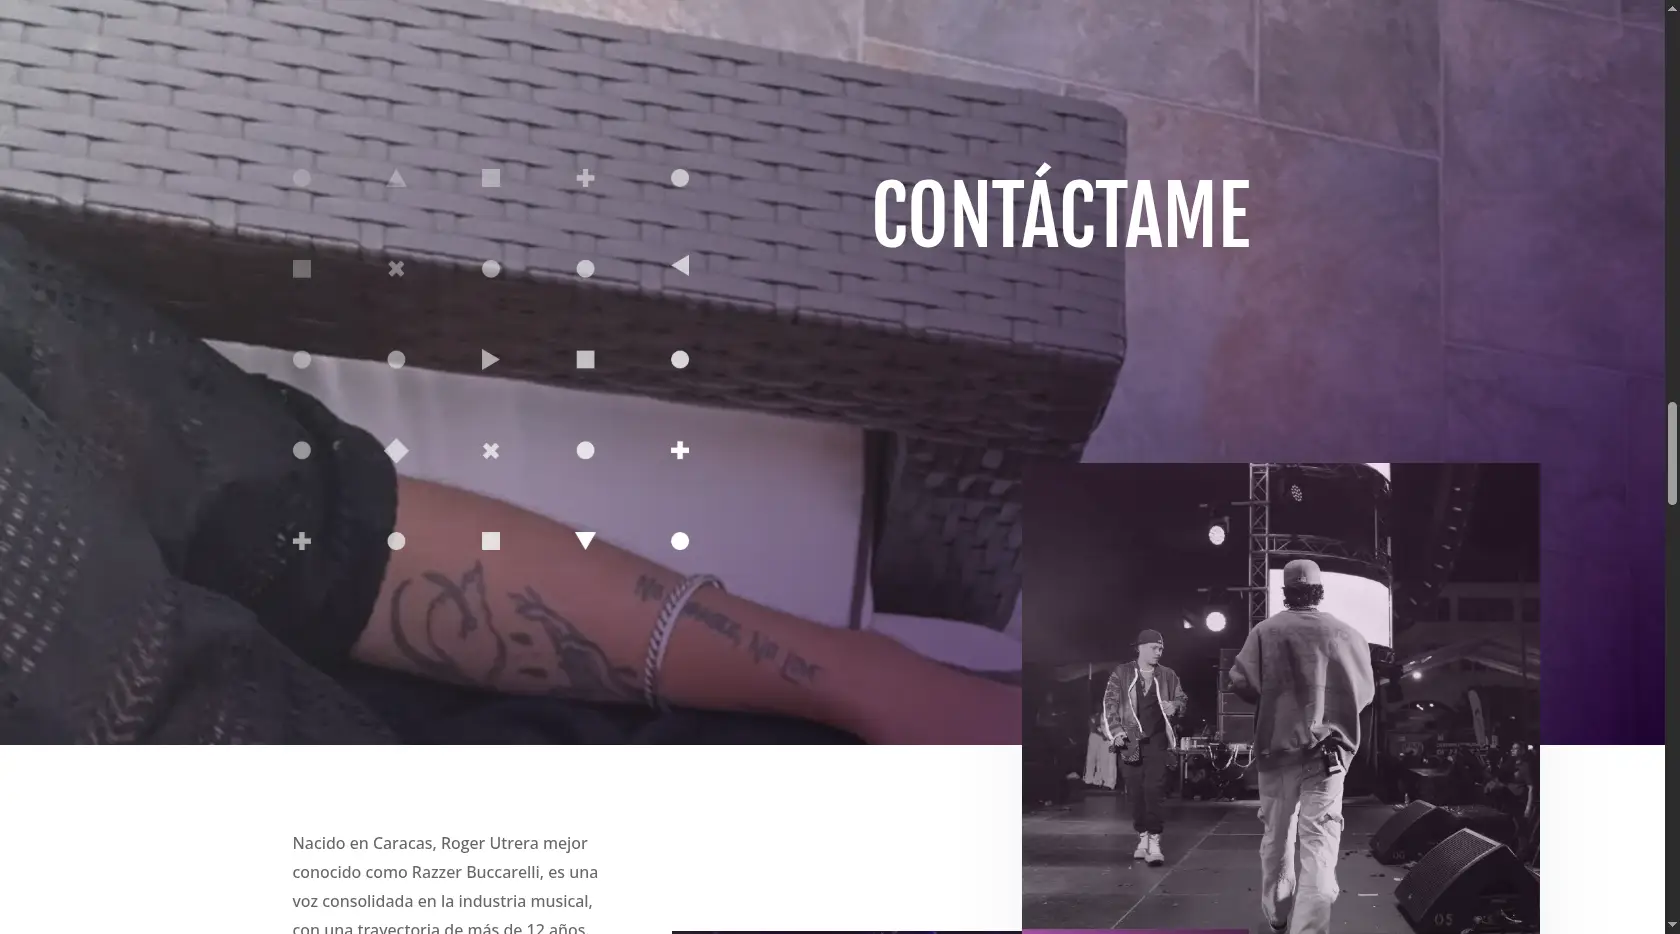 CONTÁCTAME
Nacido en Caracas, Roger Utrera mejor
conocido como Razzer Buccarelli, es una
voz consolidada en la industria musical,
con una trayectoria de más de 12 años.